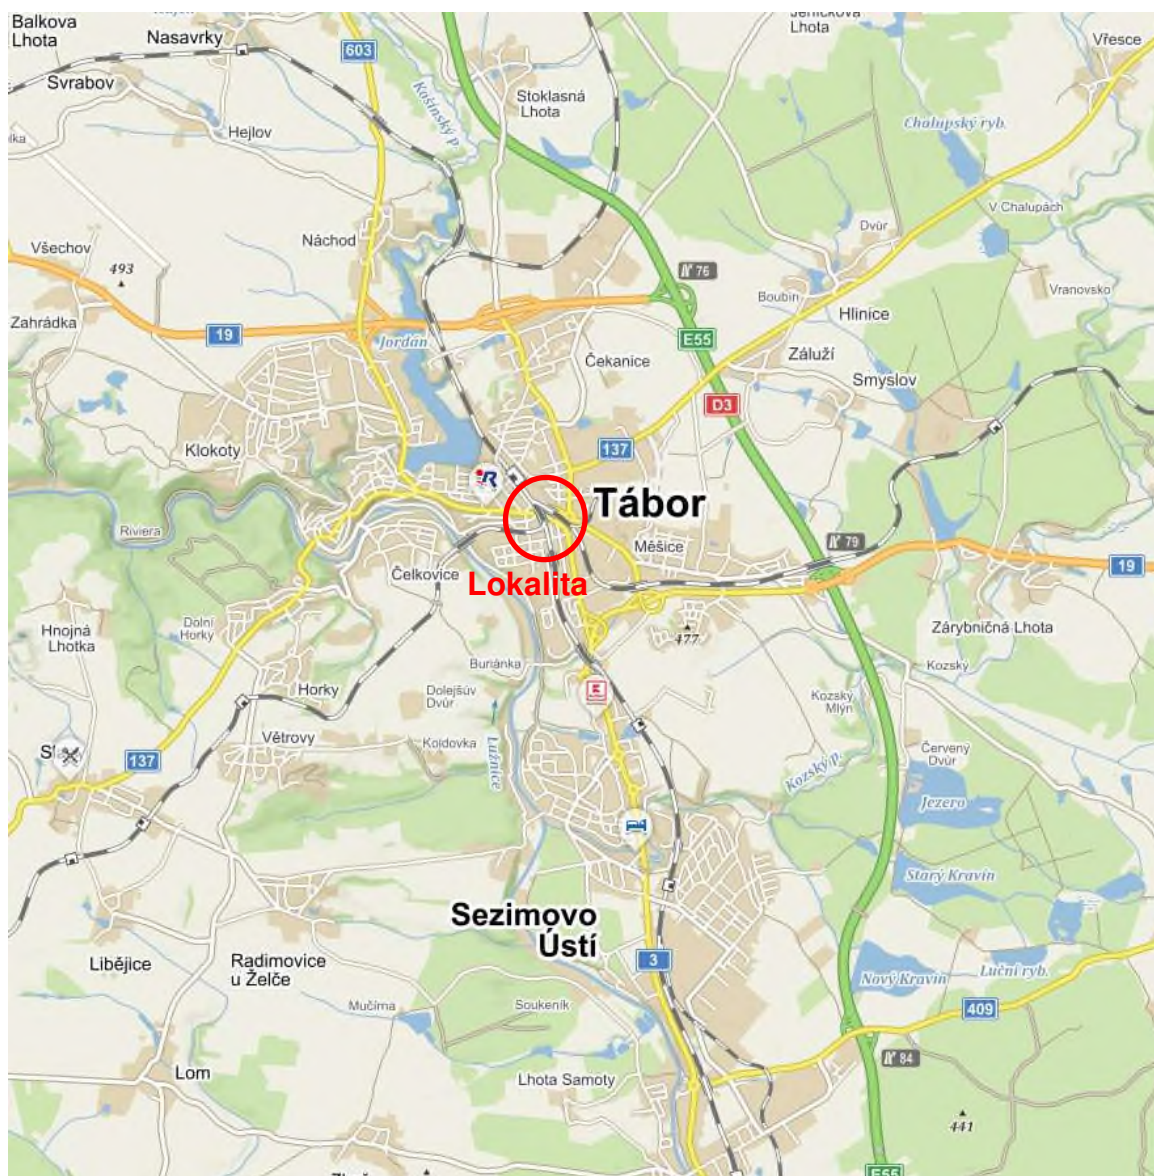 Balkova
Lhota
Nasavrky
603
Jeníčkova
Lhota
Vřesce
Svrabov
Košínský p.
Stoklasná
Lhota
Hejlov
Chalupský ryb.
V Chalupách
Dvůr
Náchod
Všechov
493
76
Boubín
Vranovsko
Hlinice
Zahrádka
19
Jordán
E55
Čekanice
Záluží
Smyslov
D3
Klokoty
137
R
Tábor
Riviera
Měšice
79
19
Čelkovice
Lokalita
Dolní
Horky
Hnojná
Lhotka
477
Zárybničná Lhota
Buriánka
Kozský
Horky
Dolejšův
Dvůr
K
Kozský
Mlýn
Větrovy
Koldovka
Lužnice
137
Červený
Dvůr
Kozský p.
Jezero
Starý Kravín
Sezimovo
Ústí
3
Libějice
Radimovice
u Želče
Nový Kravín
Luční ryb.
Mučírna
Soukeník
409
84
Lom
Lhota Samoty
441
E55